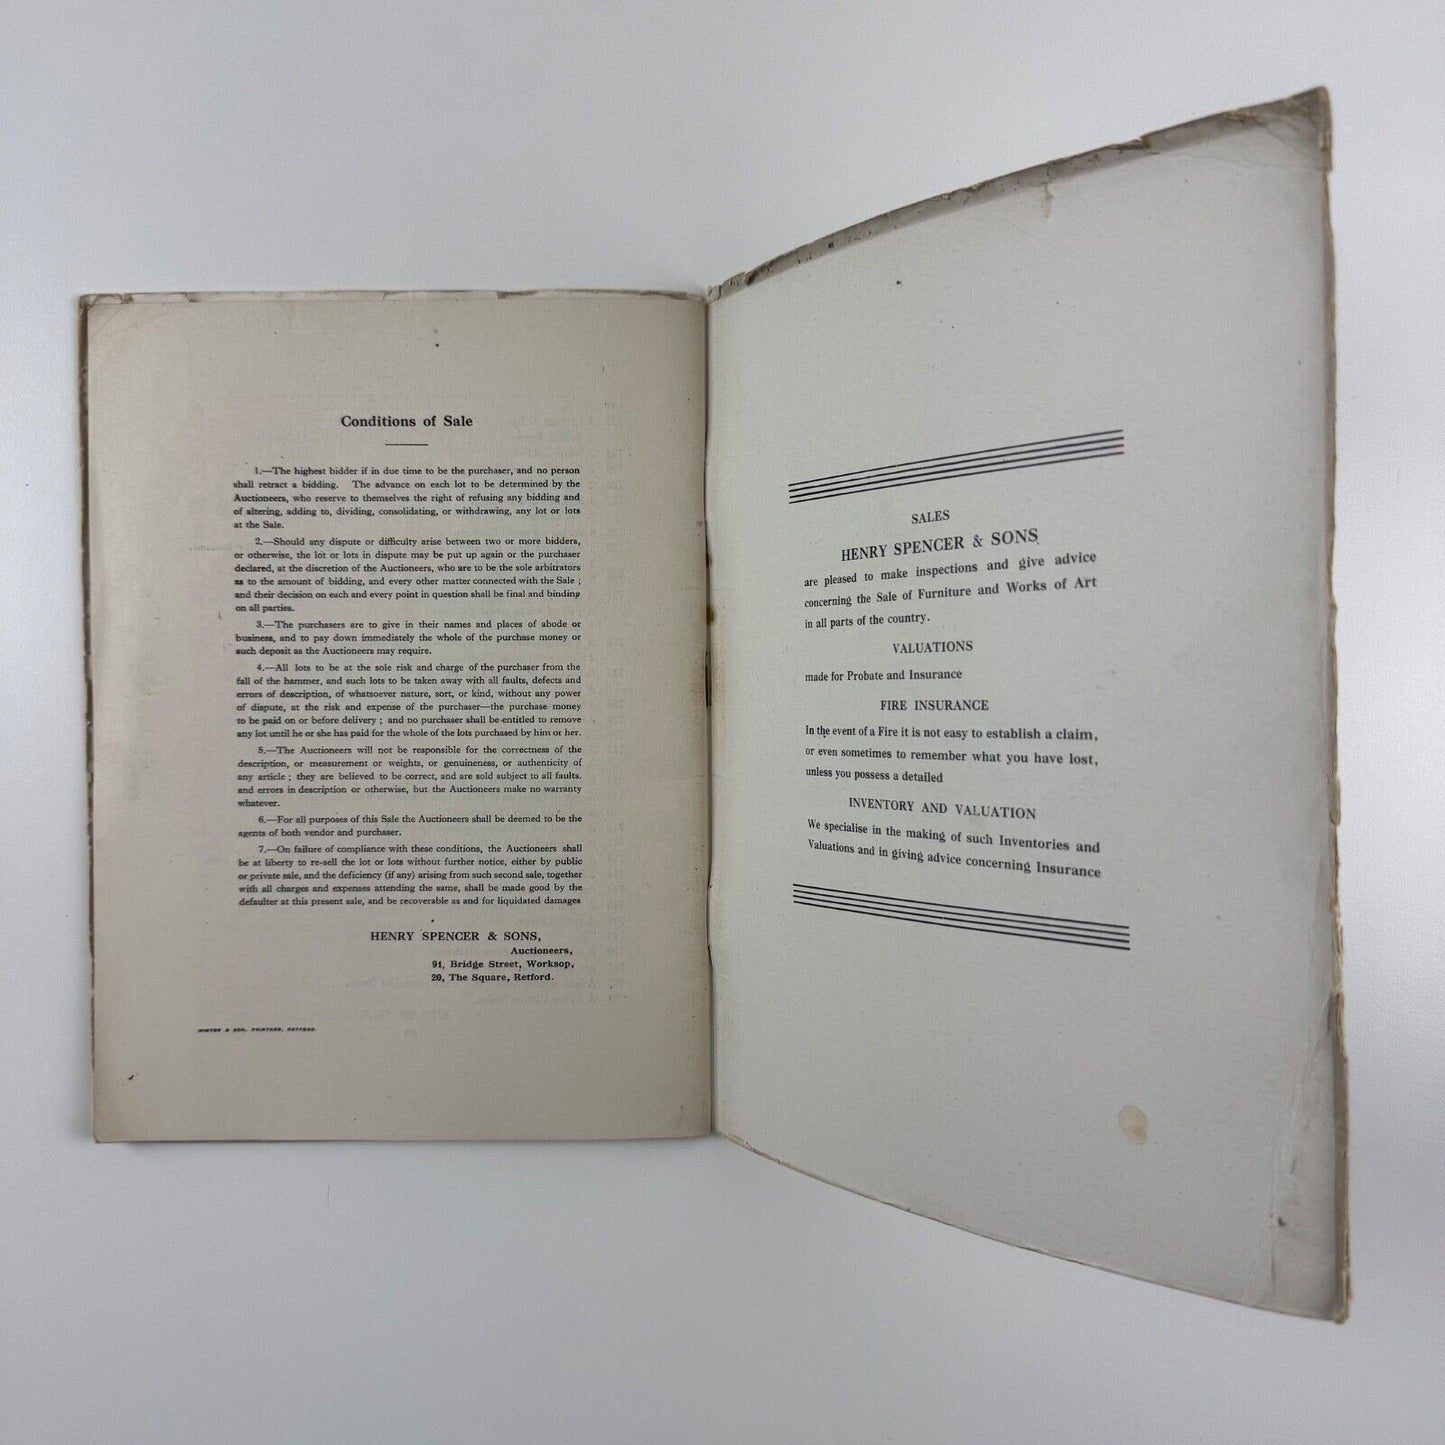 Conditions of Sale
1.—The highest bidder if in due time to be the purchaser, and no person
shall retract a bidding. The advance on each lot to be determined by the
Auctioneers, who reserve to themselves the right of refusing any bidding and
of altering, adding to, dividing, consolidating, or withdrawing, any lot or lots
at the Sale.
2.—Should any dispute or difficulty arise between two or more bidders,
or otherwise, the lot or lots in dispute may be put up again or the purchaser
declared, at the discretion of the Auctioneers, who are to be the sole arbitrators
as to the amount of bidding, and every other matter connected with the Sale ;
and their decision on each and every point in question shall be final and binding
on all parties.
3.—The purchasers are to give in their names and places of abode or
business, and to pay down immediately the whole of the purchase money or
such deposit as the Auctioneers may require.
4.—All lots to be at the sole risk and charge of the purchaser from the
fall of the hammer, and such lots to be taken away with all faults, defects and
errors of description, of whatsoever nature, sort, or kind, without any power
of dispute, at the risk and expense of the purchaser—the purchase money
to be paid on or before delivery ; and no purchaser shall be entitled to remove
any lot until he or she has paid for the whole of the lots purchased by him or her.
5.—The Auctioneers will not be responsible for the correctness of the
description, or measurement or weights, or genuineness, or authenticity of
any article ; they are believed to be correct, and are sold subject to all faults.
and errors in description or otherwise, but the Auctioneers make no warranty
whatever.
6.—For all purposes of this Sale the Auctioneers shall be deemed to be the
agents of both vendor and purchaser.
7.—On failure of compliance with these conditions, the Auctioneers shall
be at liberty to re-sell the lot or lots without further notice, either by public
or private sale, and the deficiency (if any) arising from such second sale, together
with all charges and expenses attending the same, shall be made good by the
defaulter at this present sale, and be recoverable as and for liquidated damages
HENRY SPENCER & SONS,
Auctioneers,
91, Bridge Street, Worksop,
20, The Square, Retford.
& SON, PRINTERS, RETFORD.
SALES
HENRY SPENCER & SONS
are pleased to make inspections and give advice
concerning the Sale of Furniture and Works of Art
in all parts of the country.
VALUATIONS
made for Probate and Insurance
FIRE INSURANCE
In the event of a Fire it is not easy to establish a claim,
or even sometimes to remember what you have lost,
unless you possess a detailed
INVENTORY AND VALUATION
We specialise in the making of such Inventories and
Valuations and in giving advice concerning Insurance